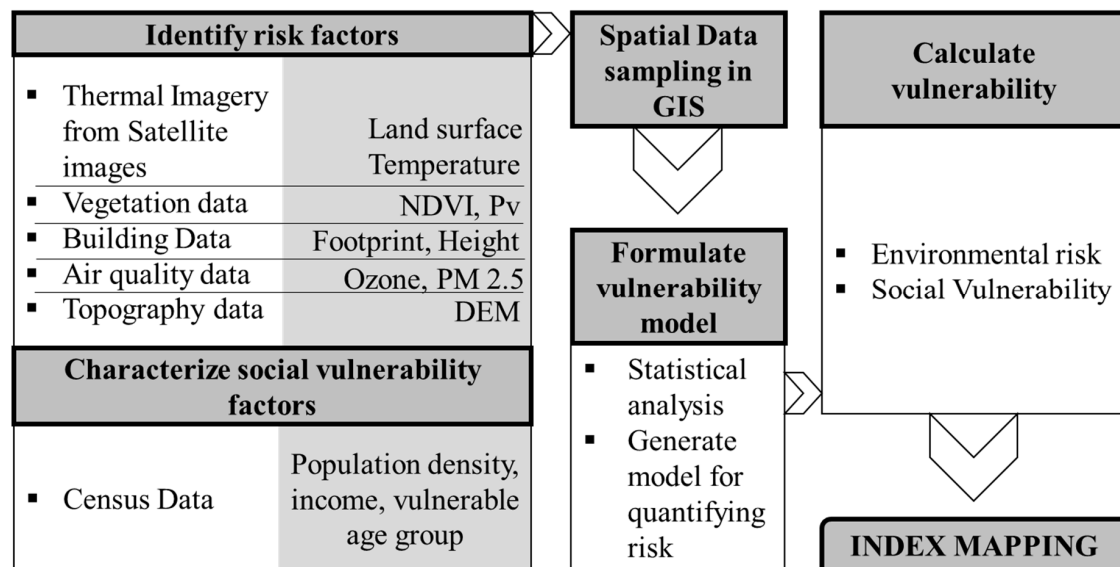 Identify risk factors
▪ Thermal Imagery
from Satellite
images
Land surface
Temperature
▪ Vegetation data
NDVI, Pv
▪ Building Data
Footprint, Height
▪ Air quality data
Ozone, PM 2.5
▪ Topography data
DEM
Characterize social vulnerability
factors
▪ Census Data
Population density,
income, vulnerable
age group
Spatial Data
sampling in
GIS
Formulate
vulnerability
model
▪ Statistical
analysis
▪ Generate
model for
quantifying
risk
Calculate
vulnerability
▪ Environmental risk
▪ Social Vulnerability
INDEX MAPPING